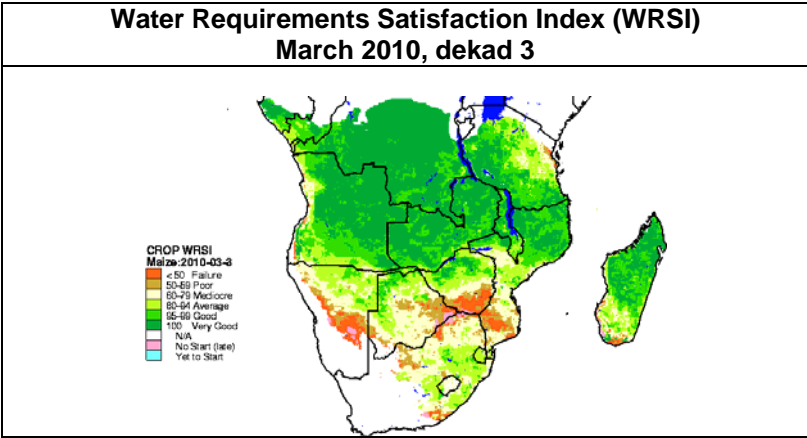 Water Requirements Satisfaction Index (WRSI)
March 2010, dekad 3
CROP WRSI
Maize:2010-03-3
<50 Failure
50-59 Poor
60-79 Mediocre
80-94 Average
95-99 Good
100 Very Good
N/A
No Start (late)
Yet to Start